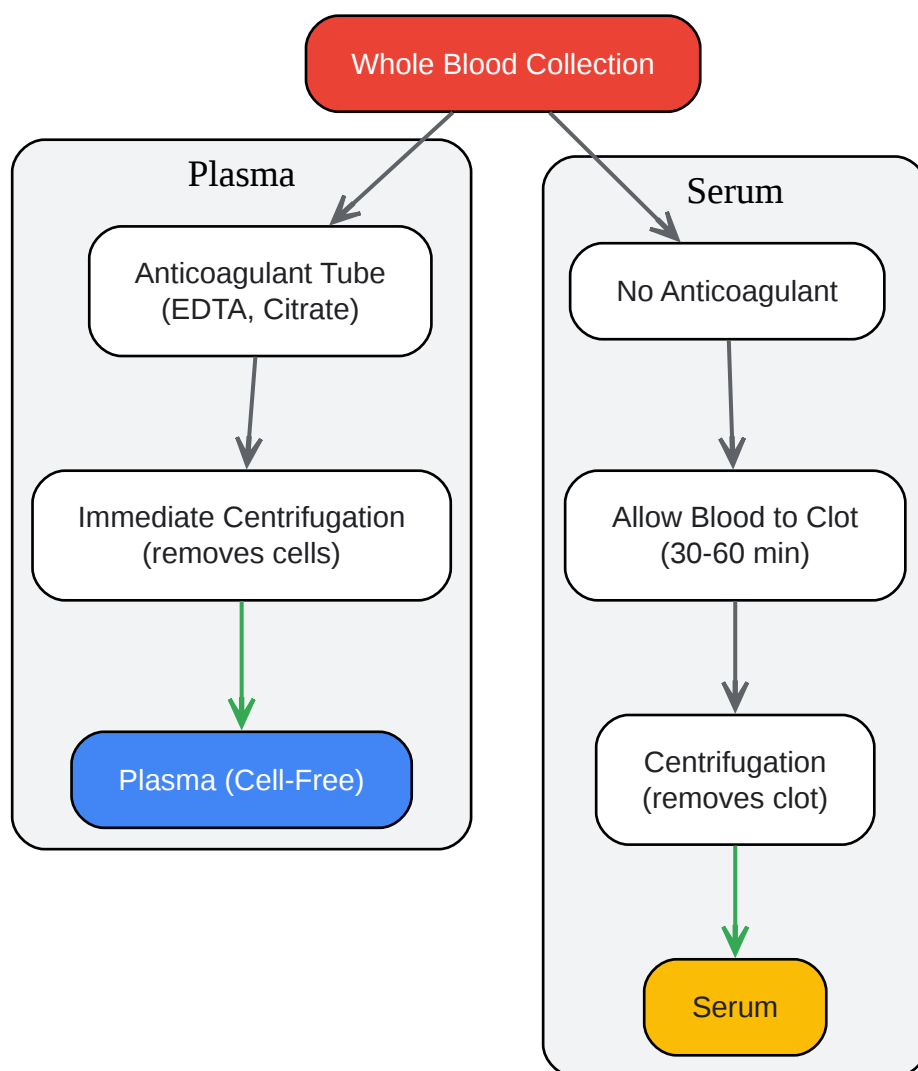 Whole Blood Collection
Plasma
Anticoagulant Tube
(EDTA, Citrate)
Immediate Centrifugation
(removes cells)
Plasma (Cell-Free)
Serum
No Anticoagulant
Allow Blood to Clot
(30-60 min)
Centrifugation
(removes clot)
Serum